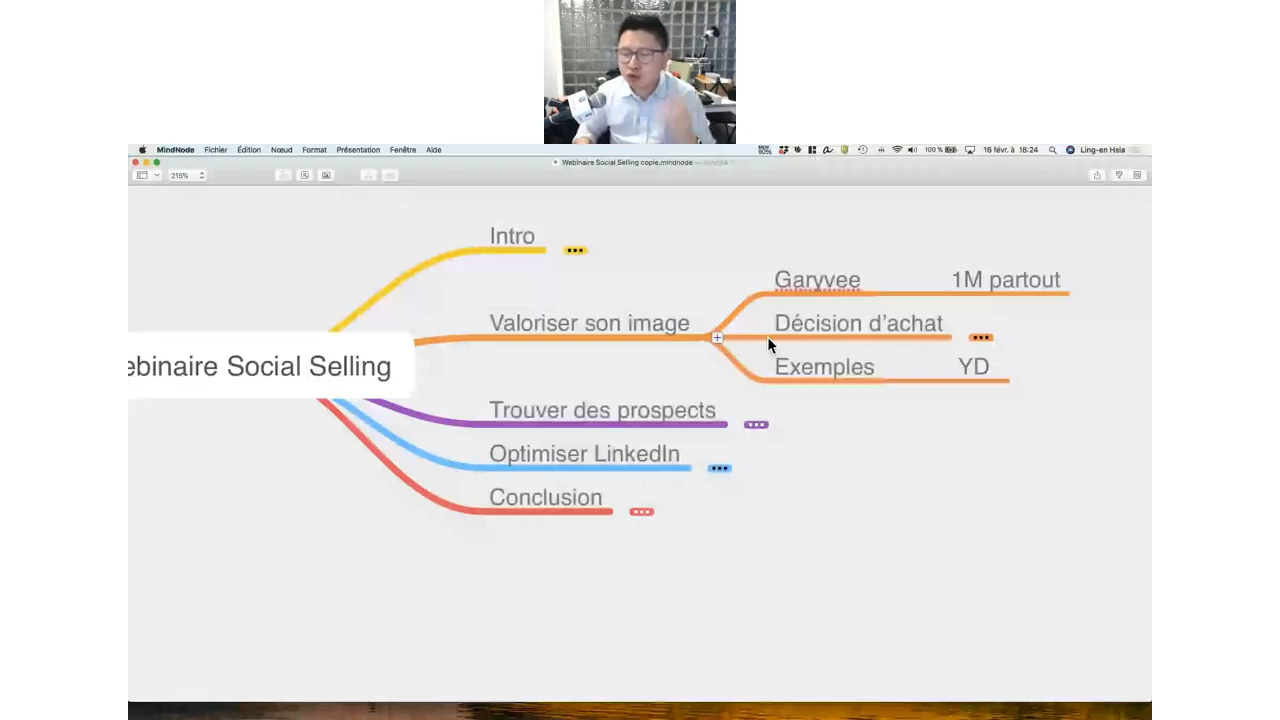 MindNode Fichier Édition Nœud Format Présentation Fenêtre Aide
100 % 16 févr. à 18:24 Ling-en Hsia
Webinaire Social Selling copie.mindnode
215%
Intro
Garyvee 1M partout
Valoriser son image Décision d'achat
ebinaire Social Selling
Exemples YD
Trouver des prospects
Optimiser LinkedIn
Conclusion